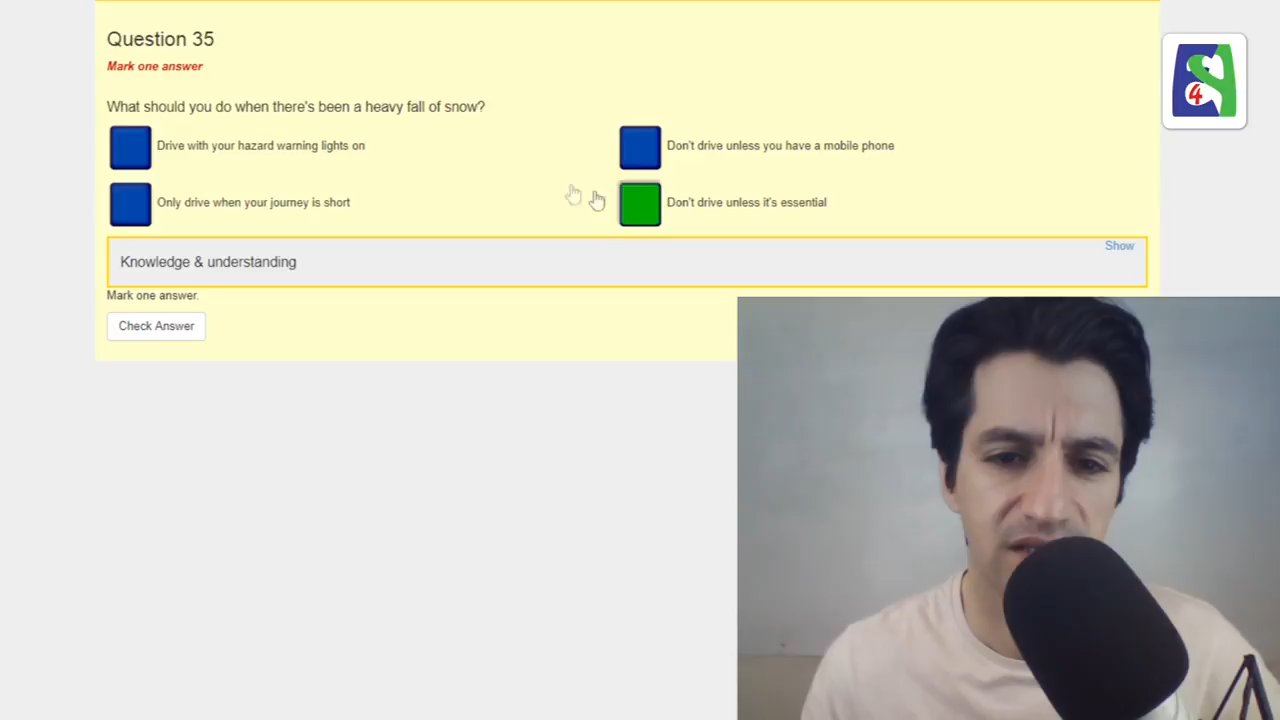 Question 35
Mark one answer
What should you do when there's been a heavy fall of snow?
Drive with your hazard warning lights on
Don't drive unless you have a mobile phone
Only drive when your journey is short
Don't drive unless it's essential
Show
Knowledge & understanding
Mark one answer.
Check Answer
4